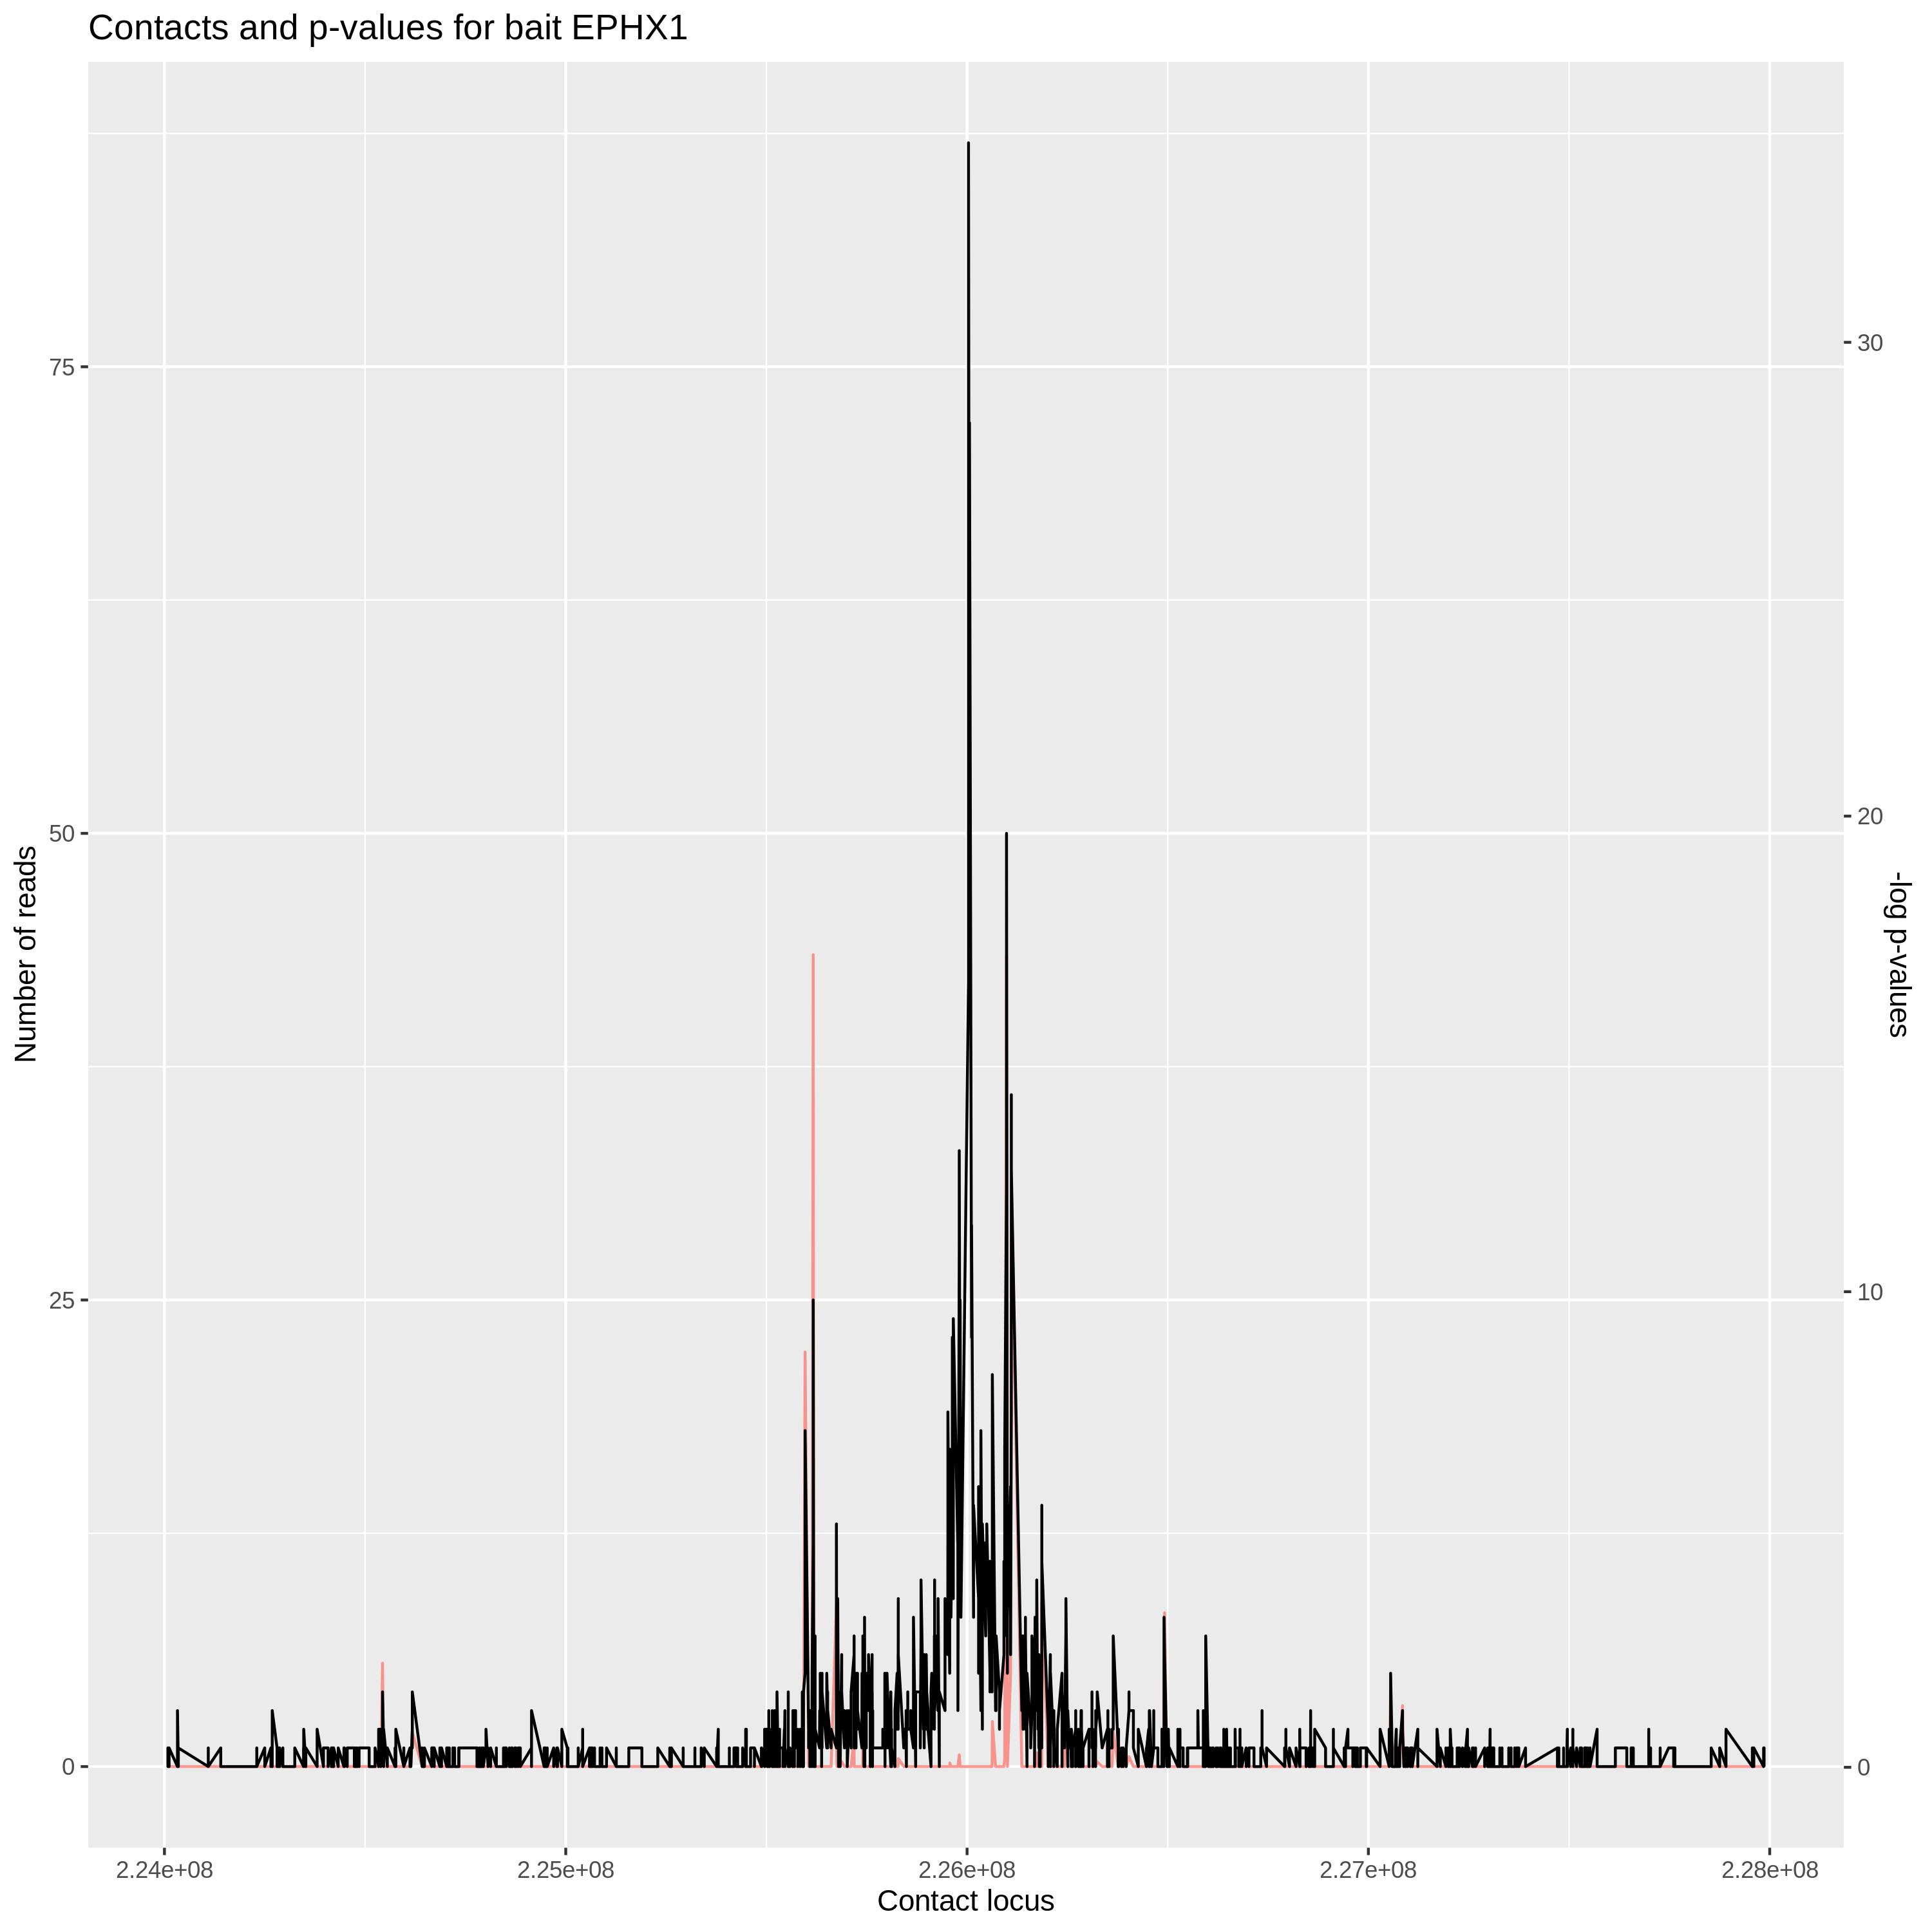 Contacts and p-values for bait EPHX1
75
50
25
0
Number of reads
30
20
10
0
-log p-values
2.24e+08 2.25e+08 2.26e+08 2.27e+08 2.28e+08
Contact locus